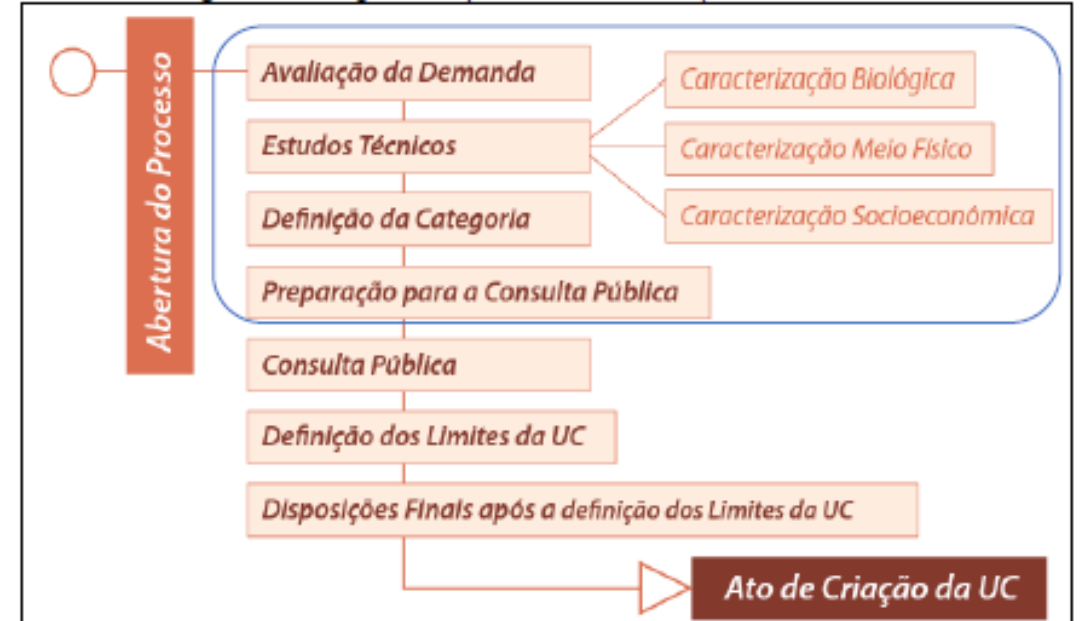 Abertura do Processo
Avaliação da Demanda
Estudos Técnicos
Caracterização Biológica
Caracterização Meio Físico
Caracterização Socioeconômica
Definição da Categoria
Preparação para a Consulta Pública
Consulta Pública
Definição dos Limites da UC
Disposições Finais após a definição dos Limites da UC
Ato de Criação da UC